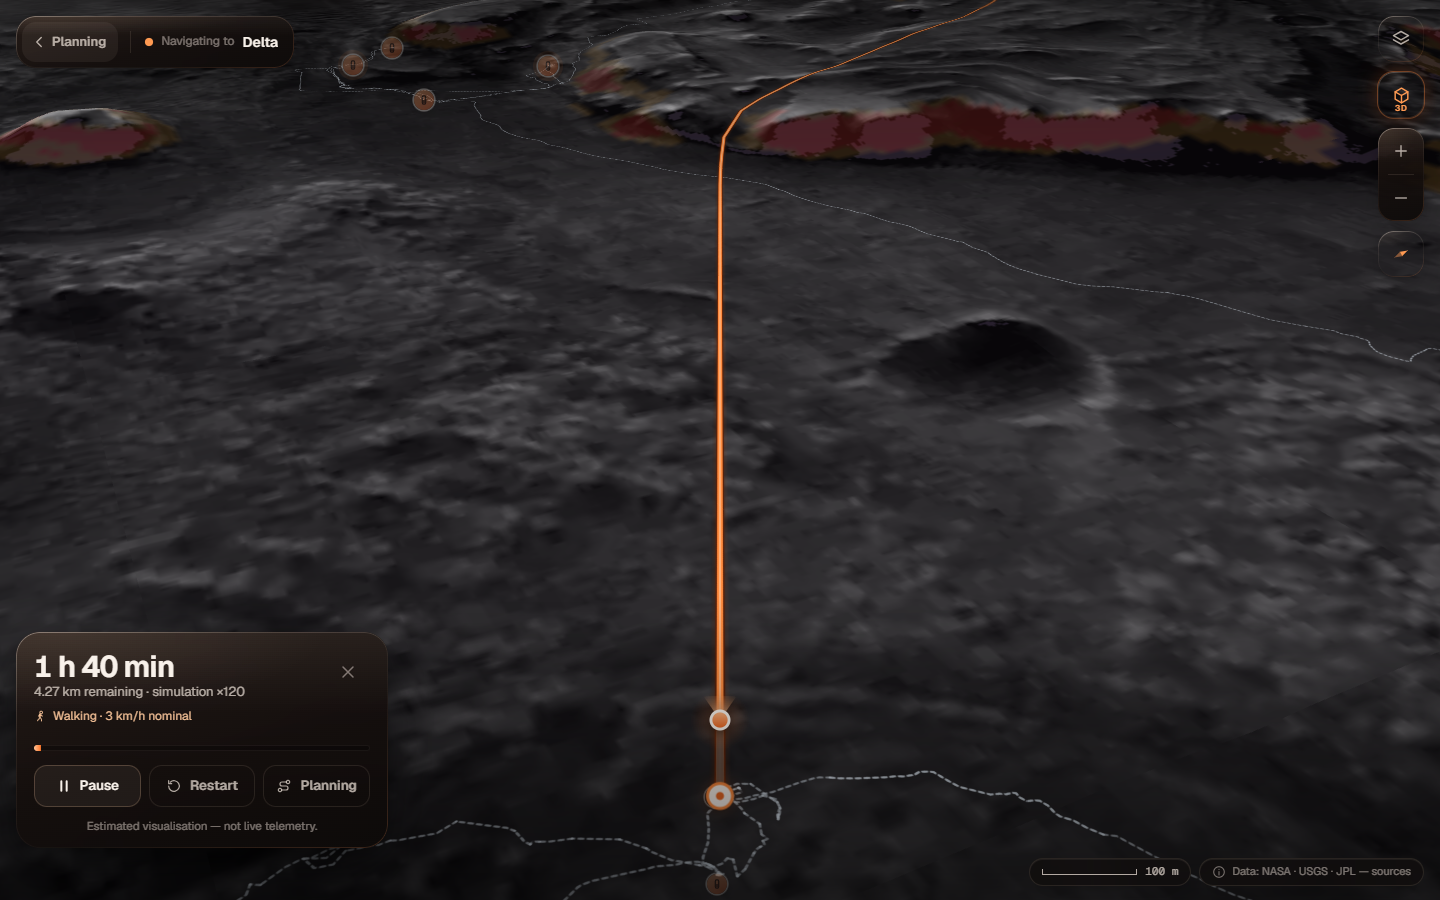 Planning
Navigating to Delta
3D
1 h 40 min
4.27 km remaining · simulation ×120
Walking · 3 km/h nominal
Pause
Restart
Planning
Estimated visualisation — not live telemetry.
100 m
Data: NASA · USGS · JPL — sources